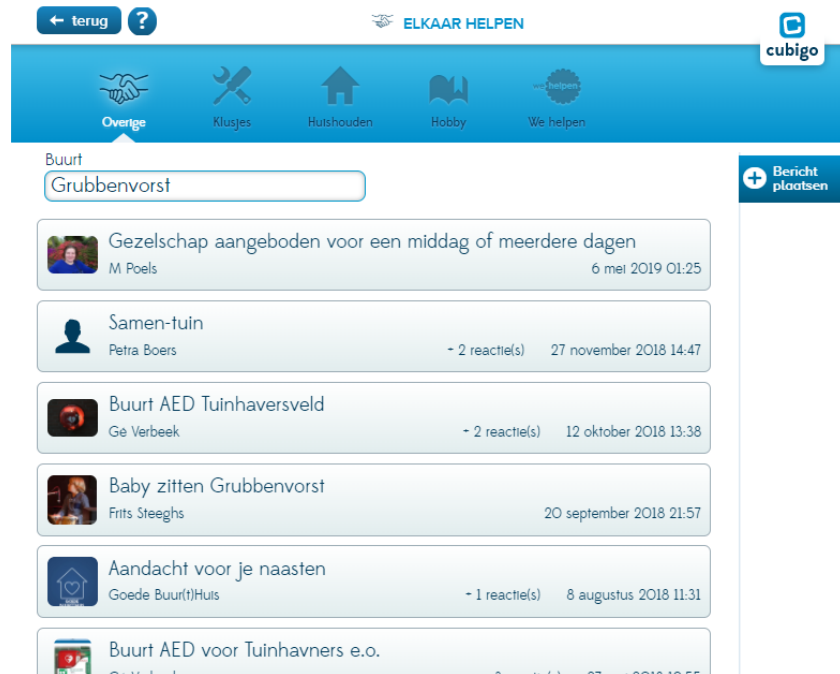 ← terug ?
ELKAAR HELPEN
cubigo
Overige Klusjes Huishouden Hobby We helpen
helpen
Buurt
Grubbenvorst
Bericht
plaatsen
Gezelschap aangeboden voor een middag of meerdere dagen
M Poels 6 mei 2019 01:25
Samen-tuin
Petra Boers - 2 reactie(s) 27 november 2018 14:47
Buurt AED Tuinhaversveld
Gé Verbeek - 2 reactie(s) 12 oktober 2018 13:38
Baby zitten Grubbenvorst
Frits Steeghs 20 september 2018 21:57
Aandacht voor je naasten
Goede Buur(t)Huis - 1 reactie(s) 8 augustus 2018 11:31
Buurt AED voor Tuinhavners e.o.